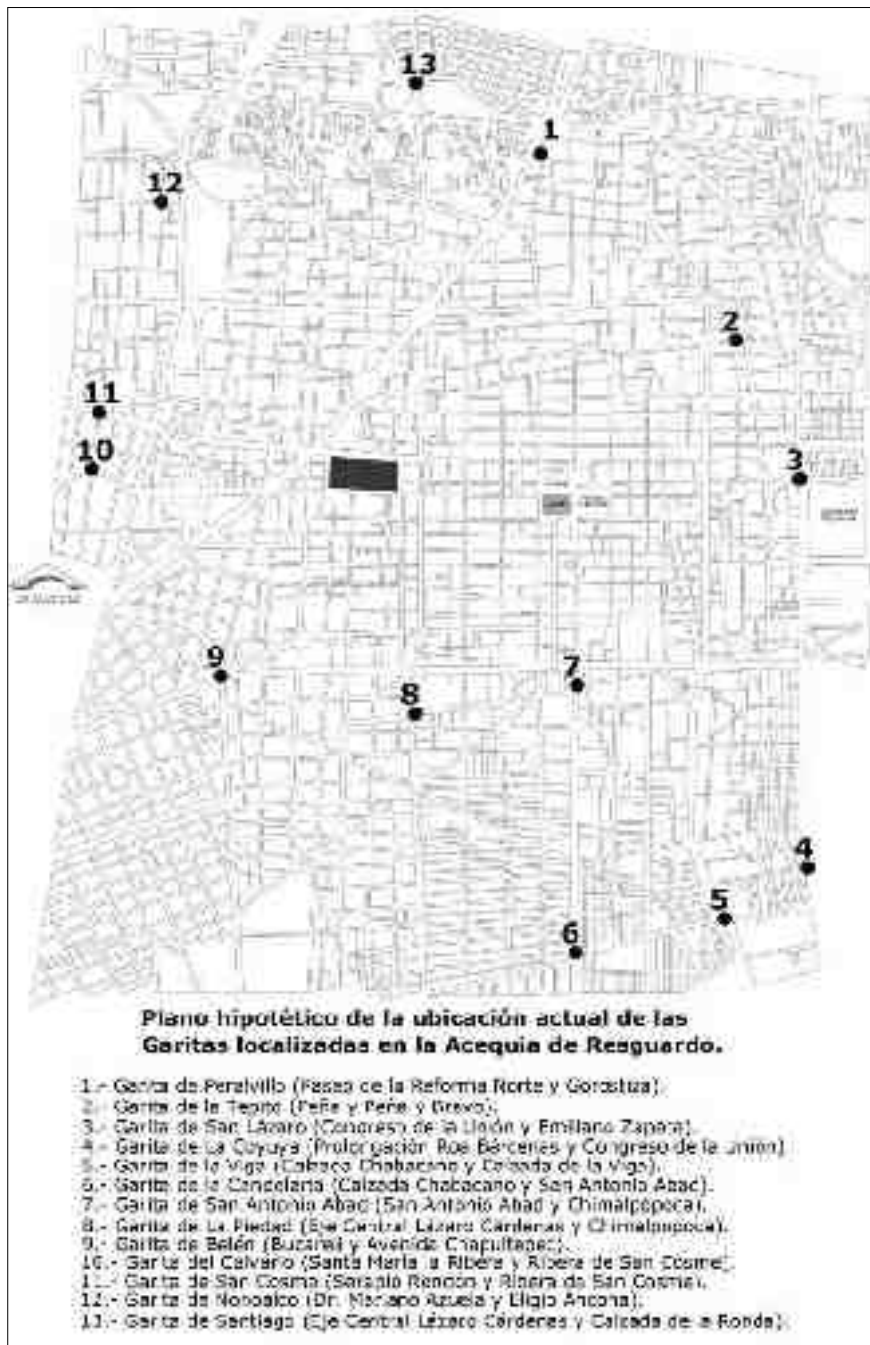 13
1
12
2
11
10
3
9
8
7
4
5
6
Plano hipotético de la ubicación actual de las
Garitas localizadas en la Acequia de Resguardo.
1.- Garita de Peralvillo (Paseo de la Reforma Norte y Gorostiza).
2.- Garita de la Tepito (Peña y Peña y Bravo).
3.- Garita de San Lázaro (Congreso de la Unión y Emiliano Zapata).
4.- Garita de La Coyuya (Prolongación Roa Bárcenas y Congreso de la Unión)
5.- Garita de la Viga (Calzada Chabacano y Calzada de la Viga).
6.- Garita de la Candelaria (Calzada Chabacano y San Antonio Abad).
7.- Garita de San Antonio Abad (San Antonio Abad y Chimalpopoca).
8.- Garita de La Piedad (Eje Central Lázaro Cárdenas y Chimalpopoca).
9.- Garita de Belén (Bucareli y Avenida Chapultepec).
10.- Garita del Calvario (Santa María la Ribera y Ribera de San Cosme).
11.- Garita de San Cosme (Serapio Rendón y Ribera de San Cosme).
12.- Garita de Nonoalco (Dr. Mariano Azuela y Eligio Ancona).
13.- Garita de Santiago (Eje Central Lázaro Cárdenas y Calzada de la Ronda).